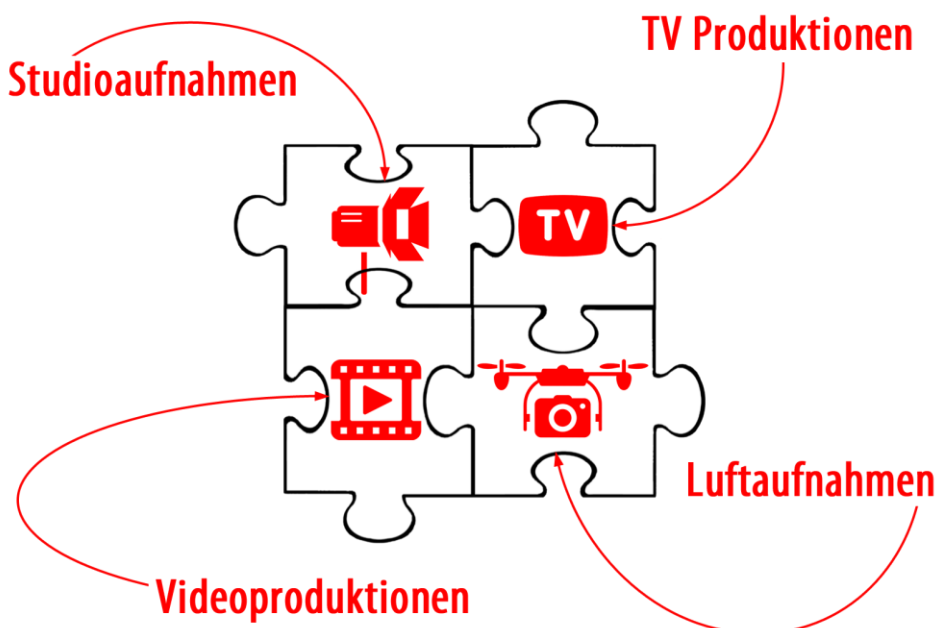 TV Produktionen
Studioaufnahmen
TV
Luftaufnahmen
Videoproduktionen